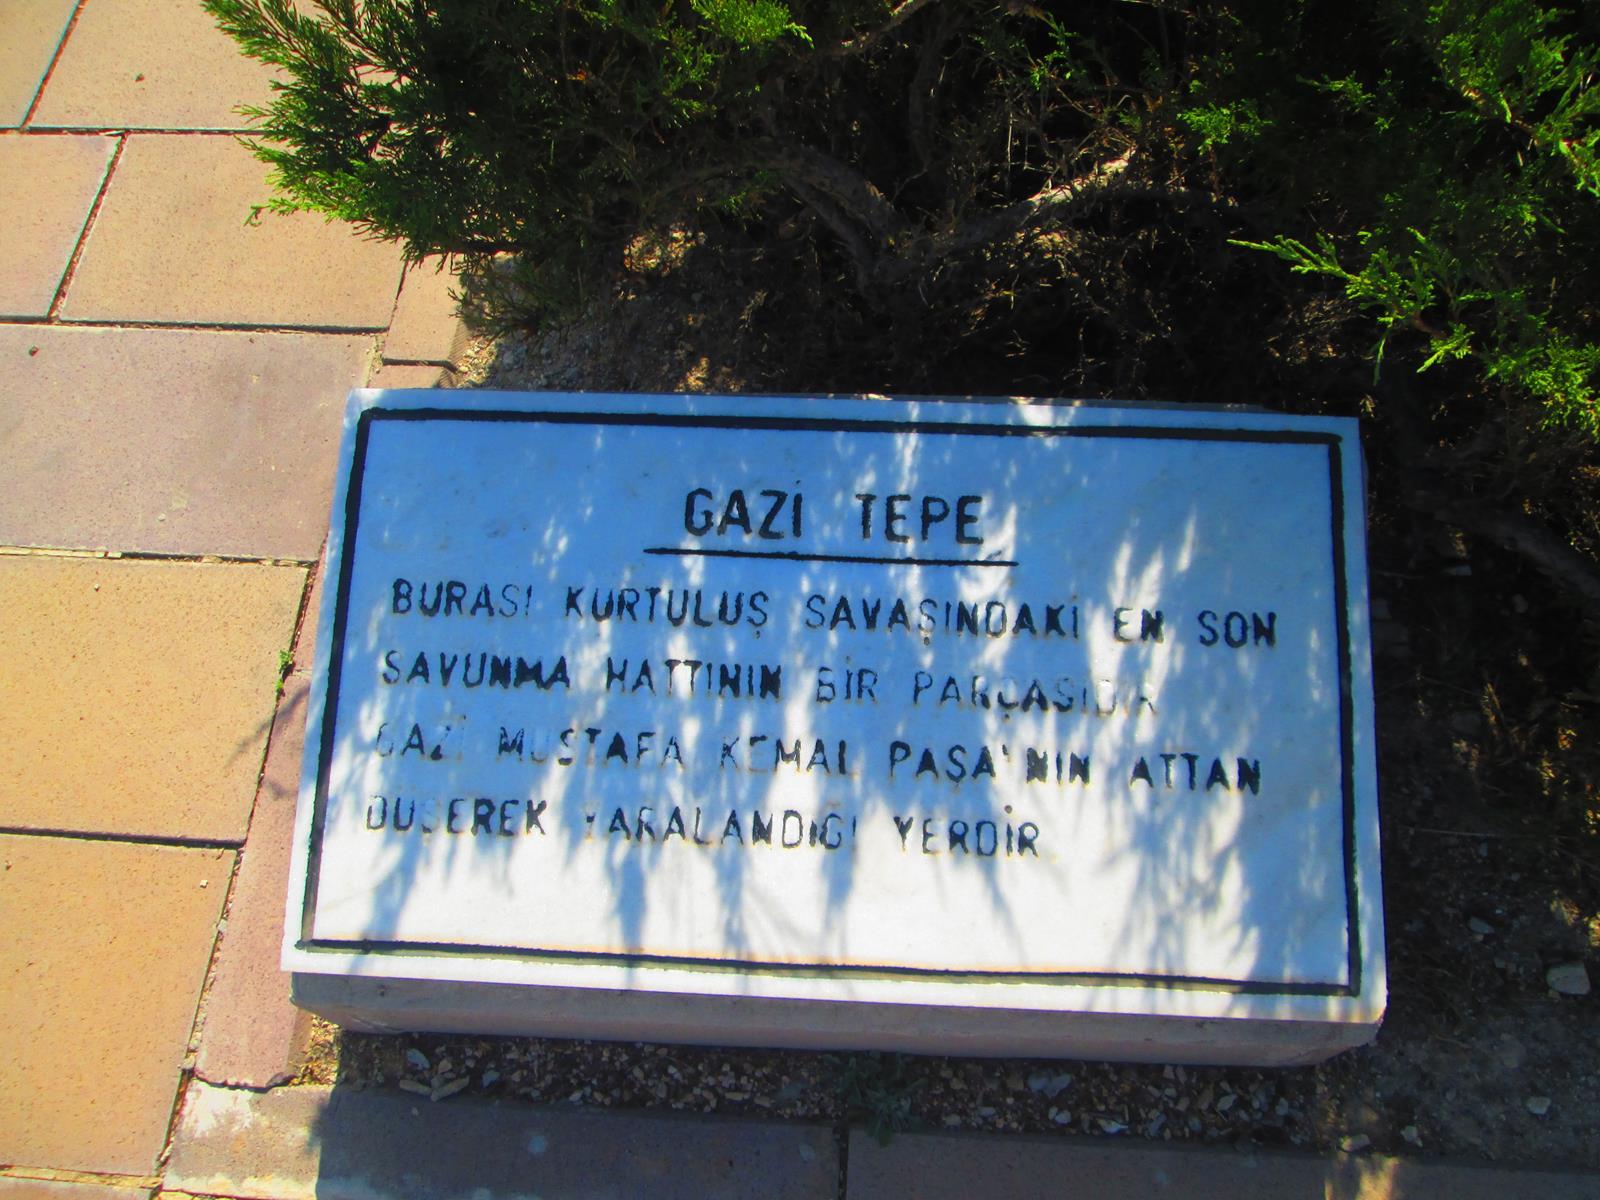 GAZİ TEPE
BURASI KURTULUŞ SAVAŞINDAKİ EN SON
SAVUNMA HATTININ BİR PARÇASIDIR
GAZİ MUSTAFA KEMAL PAŞA'NIN ATTAN
DÜŞEREK YARALANDIĞI YERDİR